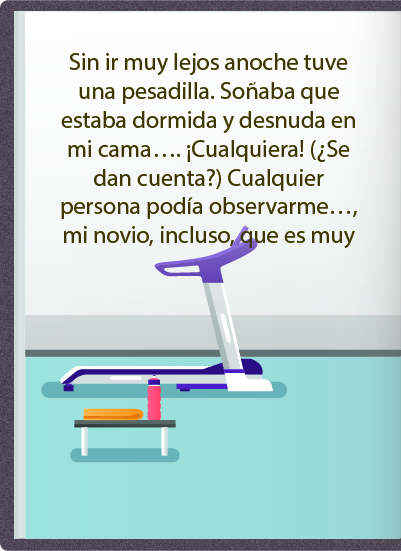 Sin ir muy lejos anoche tuve
una pesadilla. Soñaba que
estaba dormida y desnuda en
mi cama…. ¡Cualquiera! (¿Se
dan cuenta?) Cualquier
persona podía observarme…,
mi novio, incluso, que es muy